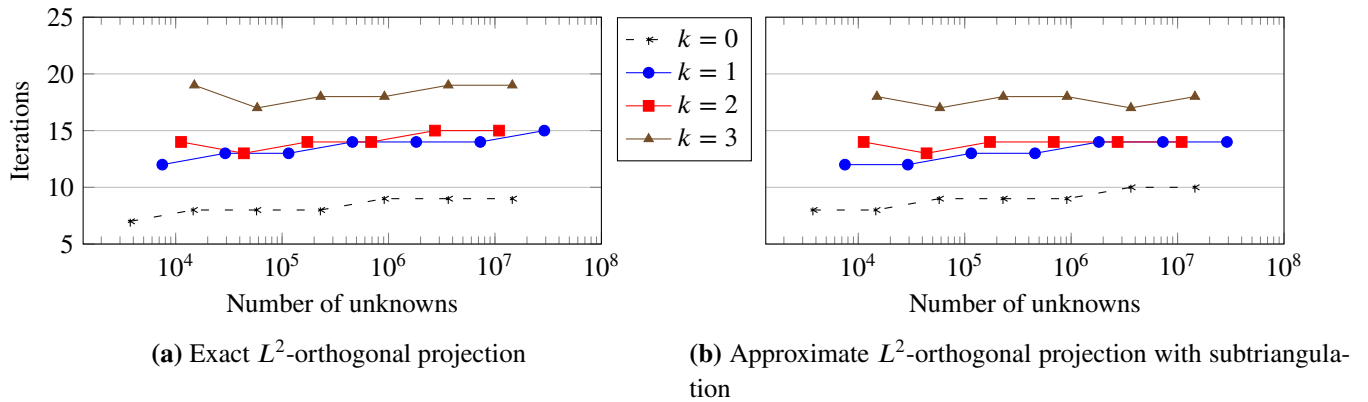 25
20
15
10
5
Iterations
10^4
10^5
10^6
10^7
10^8
Number of unknowns
(a) Exact L^2-orthogonal projection
k = 0
k = 1
k = 2
k = 3
10^4
10^5
10^6
10^7
10^8
Number of unknowns
(b) Approximate L^2-orthogonal projection with subtriangula-
tion